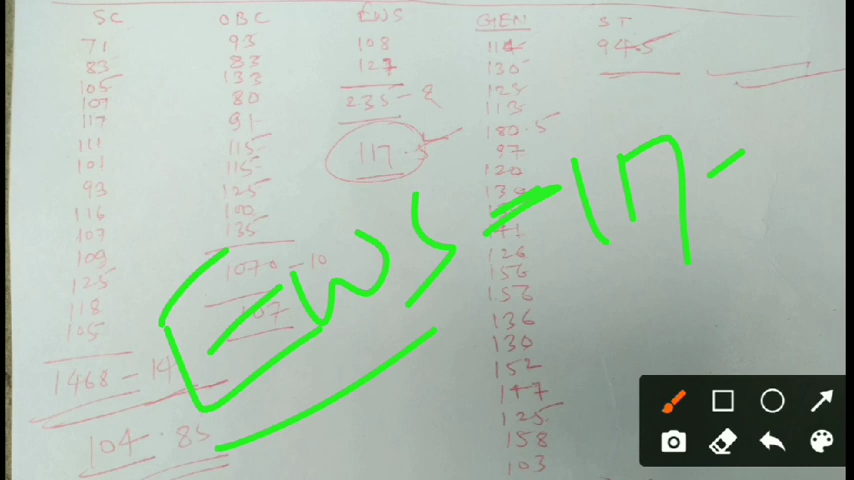 SC OBC EWS GEN ST
71 93 108 114 94.5
83 83 127 130
105 133 235 - 2 125
107 80 117.5 113
117 91 180.5
111 115 97
101 115 120
93 125 130
116 100
107 135 141
109 1070 - 10 126
125 107 156
118 156
105 136
1468 - 14 130
104.85 152
147
125
158
103
EWS = 117 -